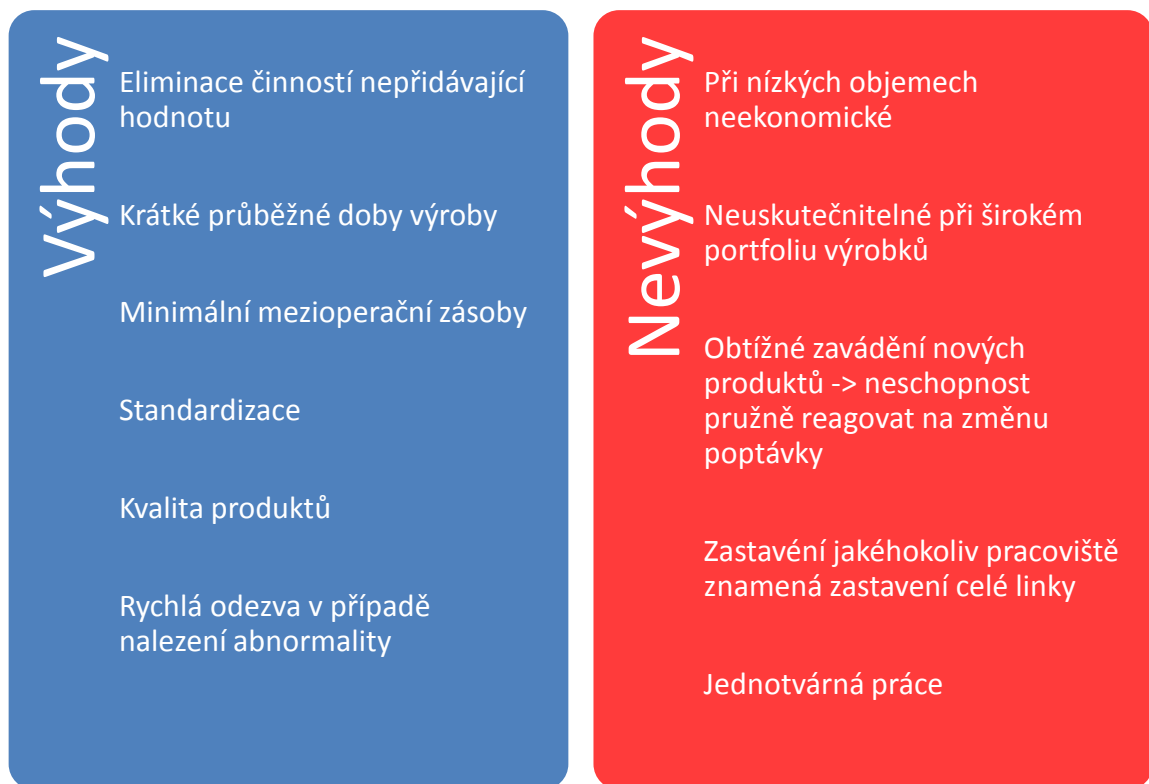 Výhody
Eliminace činností nepřidávající
hodnotu
Krátké průběžné doby výroby
Minimální mezioperační zásoby
Standardizace
Kvalita produktů
Rychlá odezva v případě
nalezení abnormality
Nevýhody
Při nízkých objemech
neekonomické
Neuskutečnitelné při širokém
portfoliu výrobků
Obtížné zavádění nových
produktů -> neschopnost
pružně reagovat na změnu
poptávky
Zastavéní jakéhokoliv pracoviště
znamená zastavení celé linky
Jednotvárná práce